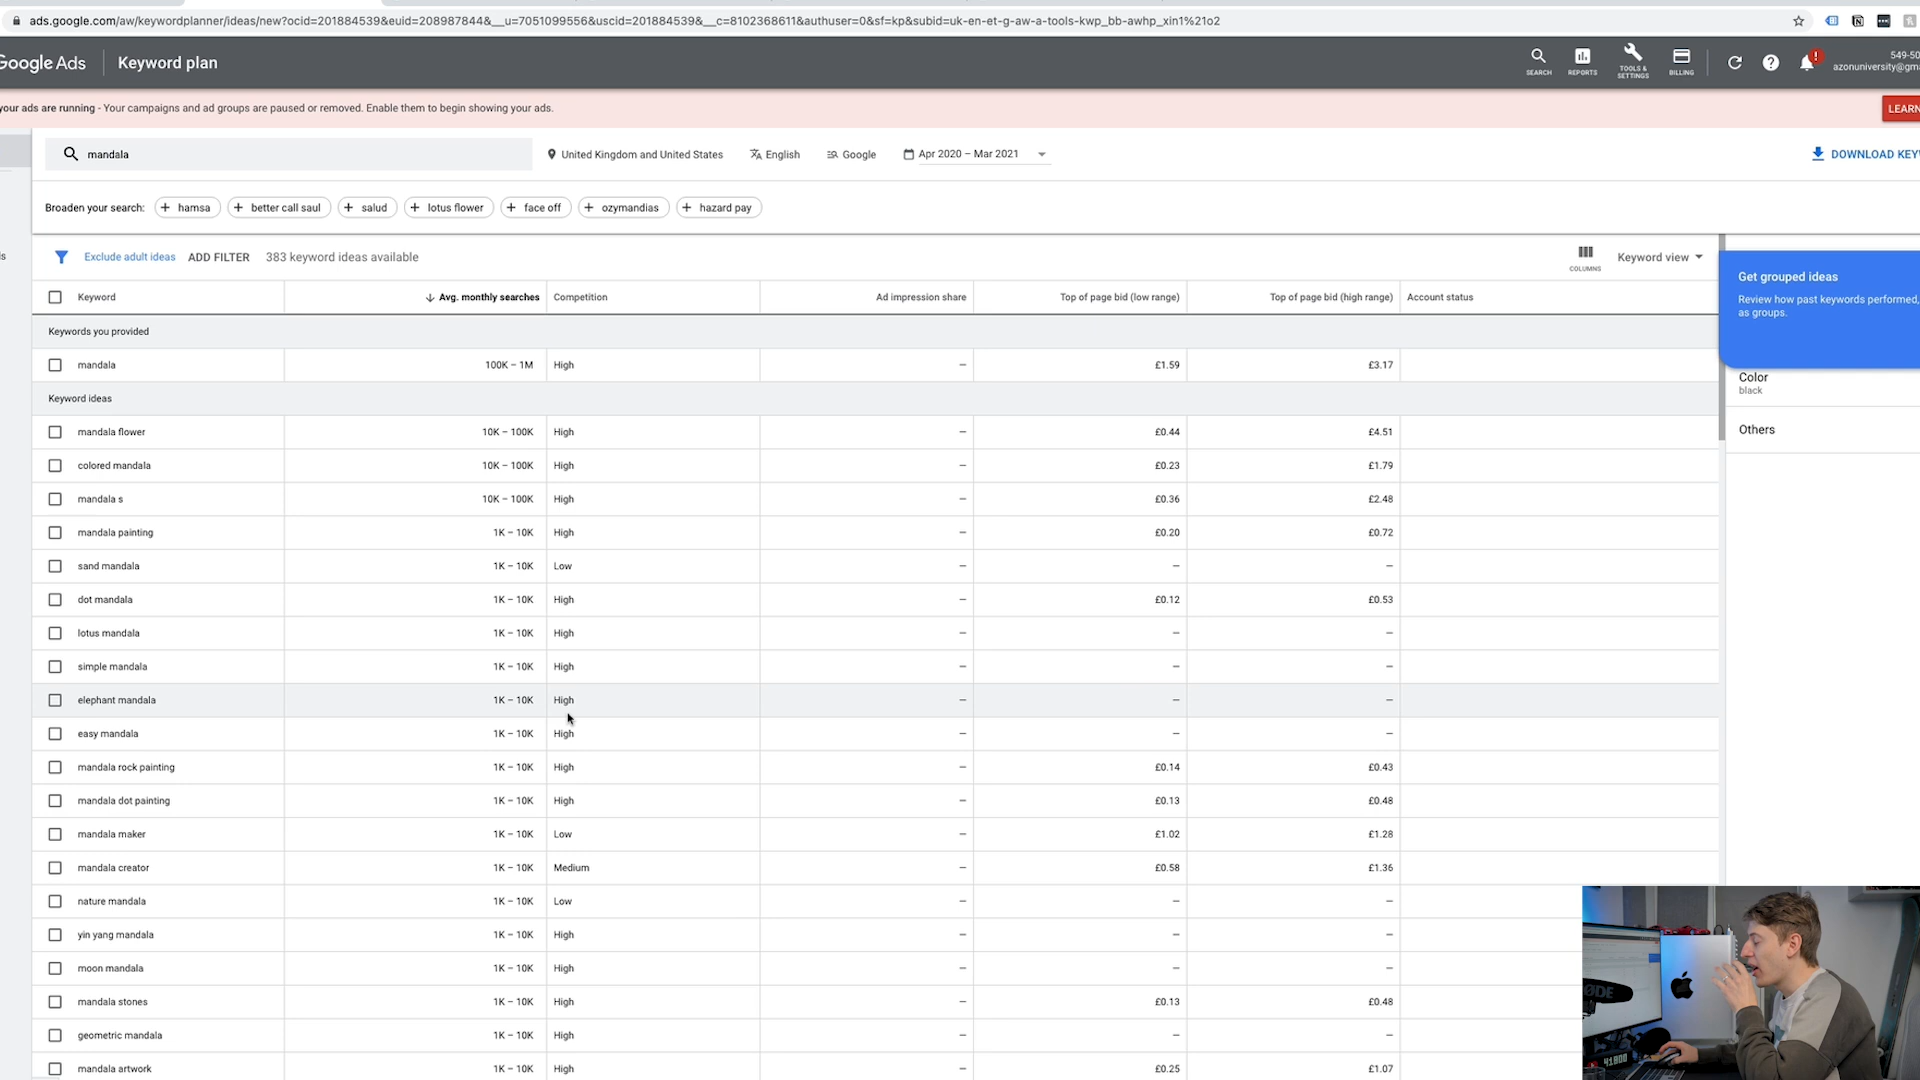 ads.google.com/aw/keywordplanner/ideas/new?ocid=201884539&euid=208987844&__u=7051099556&uscid=201884539&__c=8102368611&authuser=0&sf=kp&subid=uk-en-et-g-aw-a-tools-kwp_bb-awhp_xin1%21o2
Google Ads Keyword plan
SEARCH REPORTS TOOLS & SETTINGS BILLING
549-50
azonuniversity@gma
your ads are running - Your campaigns and ad groups are paused or removed. Enable them to begin showing your ads. LEARN
mandala United Kingdom and United States English Google Apr 2020 – Mar 2021 DOWNLOAD KEYW
Broaden your search: + hamsa + better call saul + salud + lotus flower + face off + ozymandias + hazard pay
Exclude adult ideas ADD FILTER 383 keyword ideas available COLUMNS Keyword view
Get grouped ideas
Review how past keywords performed,
as groups.
Color
black
Others
Keyword Avg. monthly searches Competition Ad impression share Top of page bid (low range) Top of page bid (high range) Account status
Keywords you provided
mandala 100K – 1M High – £1.59 £3.17
Keyword ideas
mandala flower 10K – 100K High – £0.44 £4.51
colored mandala 10K – 100K High – £0.23 £1.79
mandala s 10K – 100K High – £0.36 £2.48
mandala painting 1K – 10K High – £0.20 £0.72
sand mandala 1K – 10K Low – – –
dot mandala 1K – 10K High – £0.12 £0.53
lotus mandala 1K – 10K High – – –
simple mandala 1K – 10K High – – –
elephant mandala 1K – 10K High – – –
easy mandala 1K – 10K High – – –
mandala rock painting 1K – 10K High – £0.14 £0.43
mandala dot painting 1K – 10K High – £0.13 £0.48
mandala maker 1K – 10K Low – £1.02 £1.28
mandala creator 1K – 10K Medium – £0.58 £1.36
nature mandala 1K – 10K Low – – –
yin yang mandala 1K – 10K High – – –
moon mandala 1K – 10K High – – –
mandala stones 1K – 10K High – £0.13 £0.48
geometric mandala 1K – 10K High – – –
mandala artwork 1K – 10K High – £0.25 £1.07
RØDE
41800